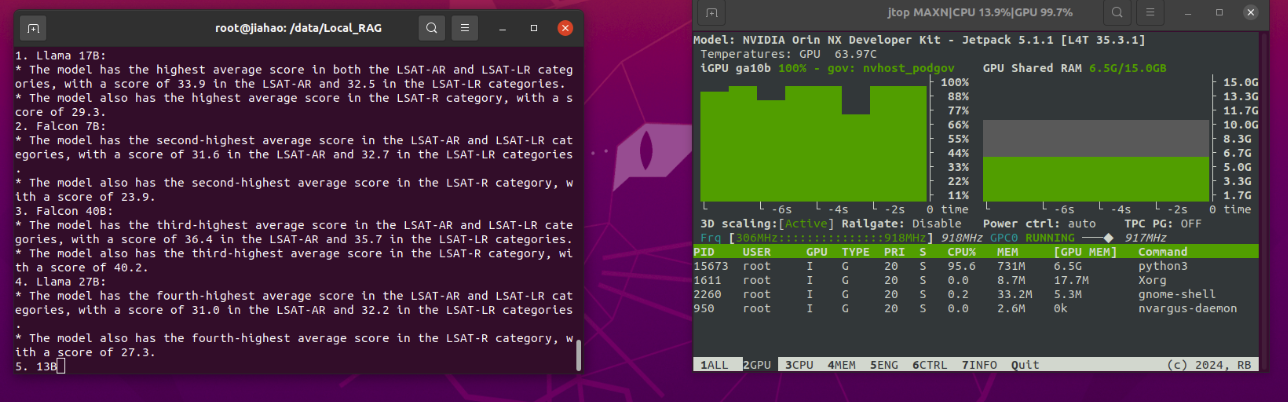 root@jiahao: /data/Local_RAG
1. Llama 17B:
* The model has the highest average score in both the LSAT-AR and LSAT-LR categ
ories, with a score of 33.9 in the LSAT-AR and 32.5 in the LSAT-LR categories.
* The model also has the highest average score in the LSAT-R category, with a s
core of 29.3.
2. Falcon 7B:
* The model has the second-highest average score in the LSAT-AR and LSAT-LR cat
egories, with a score of 31.6 in the LSAT-AR and 32.7 in the LSAT-LR categories
.
* The model also has the second-highest average score in the LSAT-R category, w
ith a score of 23.9.
3. Falcon 40B:
* The model has the third-highest average score in the LSAT-AR and LSAT-LR cate
gories, with a score of 36.4 in the LSAT-AR and 35.7 in the LSAT-LR categories.
* The model also has the third-highest average score in the LSAT-R category, wi
th a score of 40.2.
4. Llama 27B:
* The model has the fourth-highest average score in the LSAT-AR and LSAT-LR cat
egories, with a score of 31.0 in the LSAT-AR and 32.2 in the LSAT-LR categories
.
* The model also has the fourth-highest average score in the LSAT-R category, w
ith a score of 27.3.
5. 13B
jtop MAXN|CPU 13.9%|GPU 99.7%
Model: NVIDIA Orin NX Developer Kit - Jetpack 5.1.1 [L4T 35.3.1]
Temperatures: GPU 63.97C
iGPU ga10b 100% - gov: nvhost_podgov
100%
88%
77%
66%
55%
44%
33%
22%
11%
-6s -4s -2s 0 time
GPU Shared RAM 6.5G/15.0GB
15.0G
13.3G
11.7G
10.0G
8.3G
6.7G
5.0G
3.3G
1.7G
-6s -4s -2s 0 time
3D scaling:[Active] Railgate: Disable Power ctrl: auto TPC PG: OFF
Frq [306MHz:::::::::::::::918MHz] 918MHz GPC0 RUNNING ──◆ 917MHz
PID USER GPU TYPE PRI S CPU% MEM [GPU MEM] Command
15673 root I G 20 S 95.6 731M 6.5G python3
1611 root I G 20 S 0.0 8.7M 17.7M Xorg
2260 root I G 20 S 0.2 33.2M 5.3M gnome-shell
950 root I G 20 S 0.0 2.6M 0k nvargus-daemon
1ALL 2GPU 3CPU 4MEM 5ENG 6CTRL 7INFO Quit (c) 2024, RB